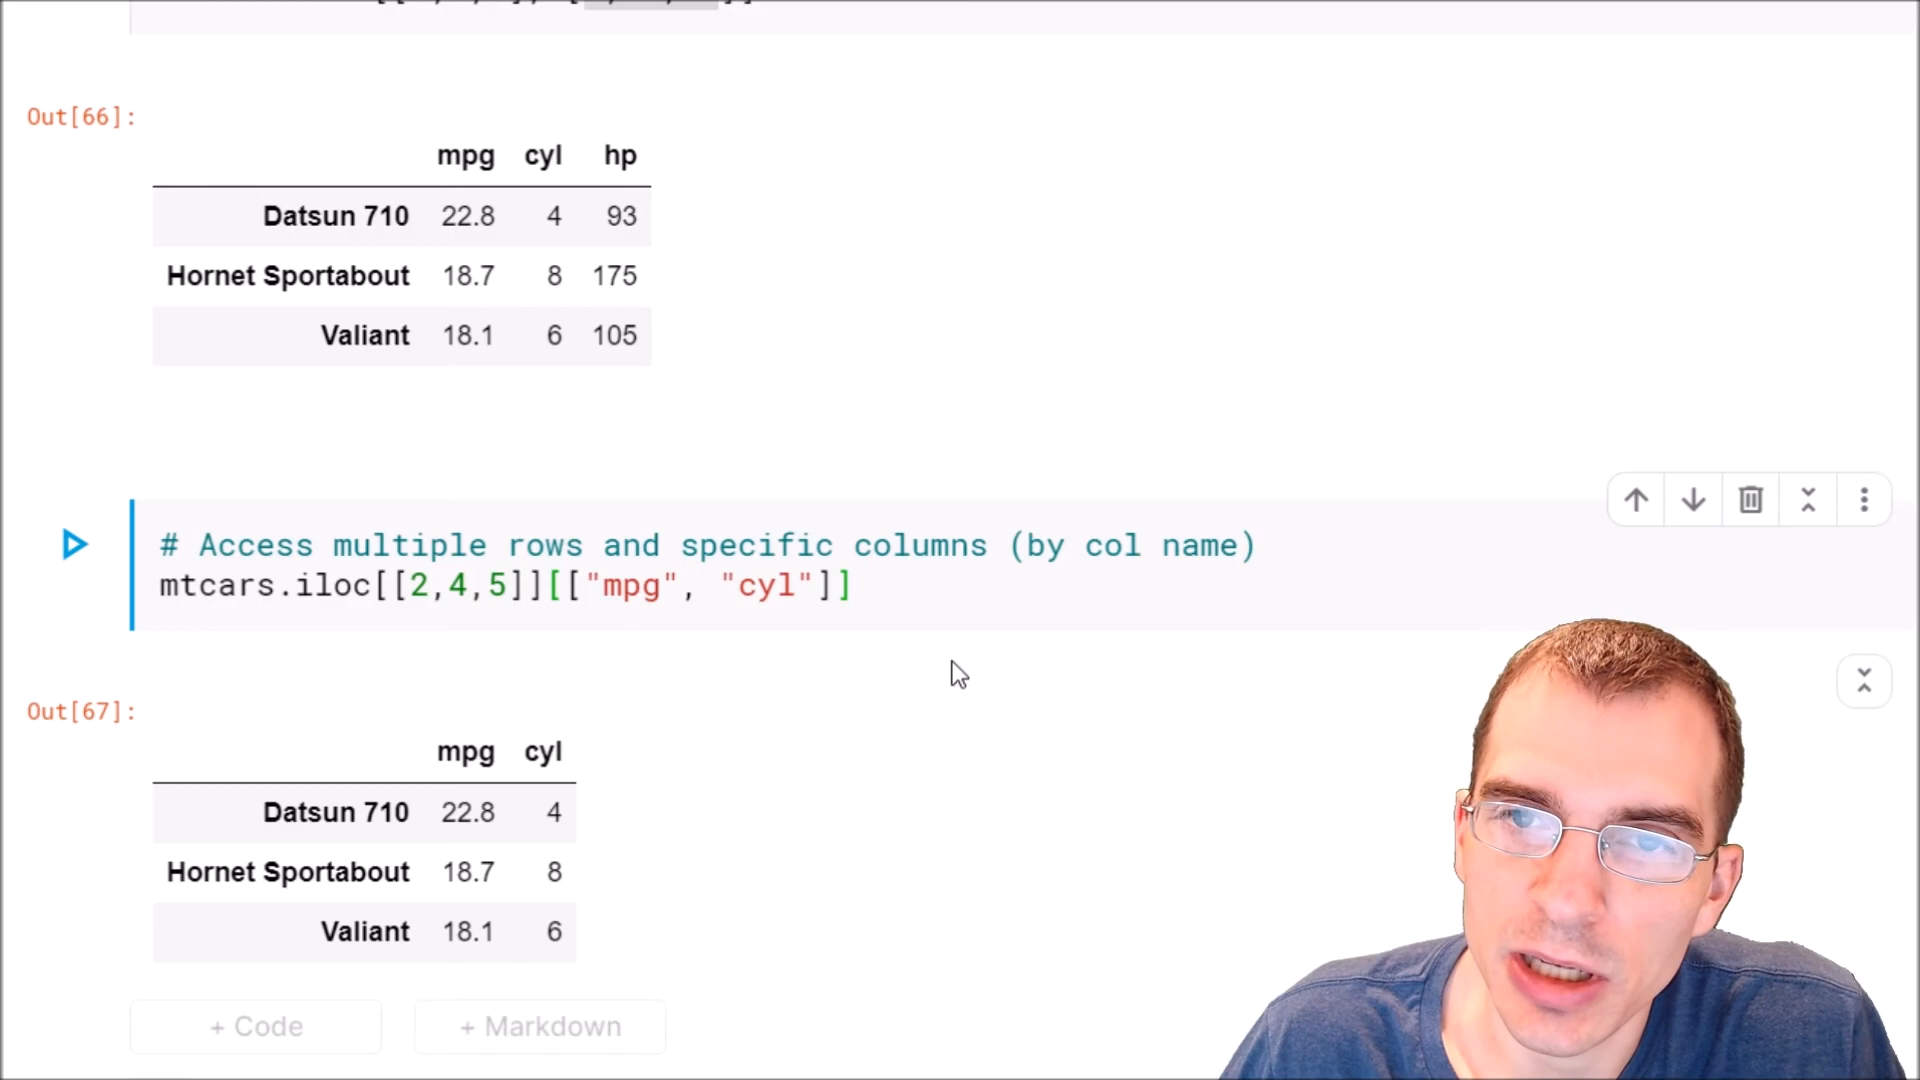 Out[66]:
mpg cyl hp
Datsun 710 22.8 4 93
Hornet Sportabout 18.7 8 175
Valiant 18.1 6 105
# Access multiple rows and specific columns (by col name)
mtcars.iloc[[2,4,5]][["mpg", "cyl"]]
Out[67]:
mpg cyl
Datsun 710 22.8 4
Hornet Sportabout 18.7 8
Valiant 18.1 6
+ Code + Markdown